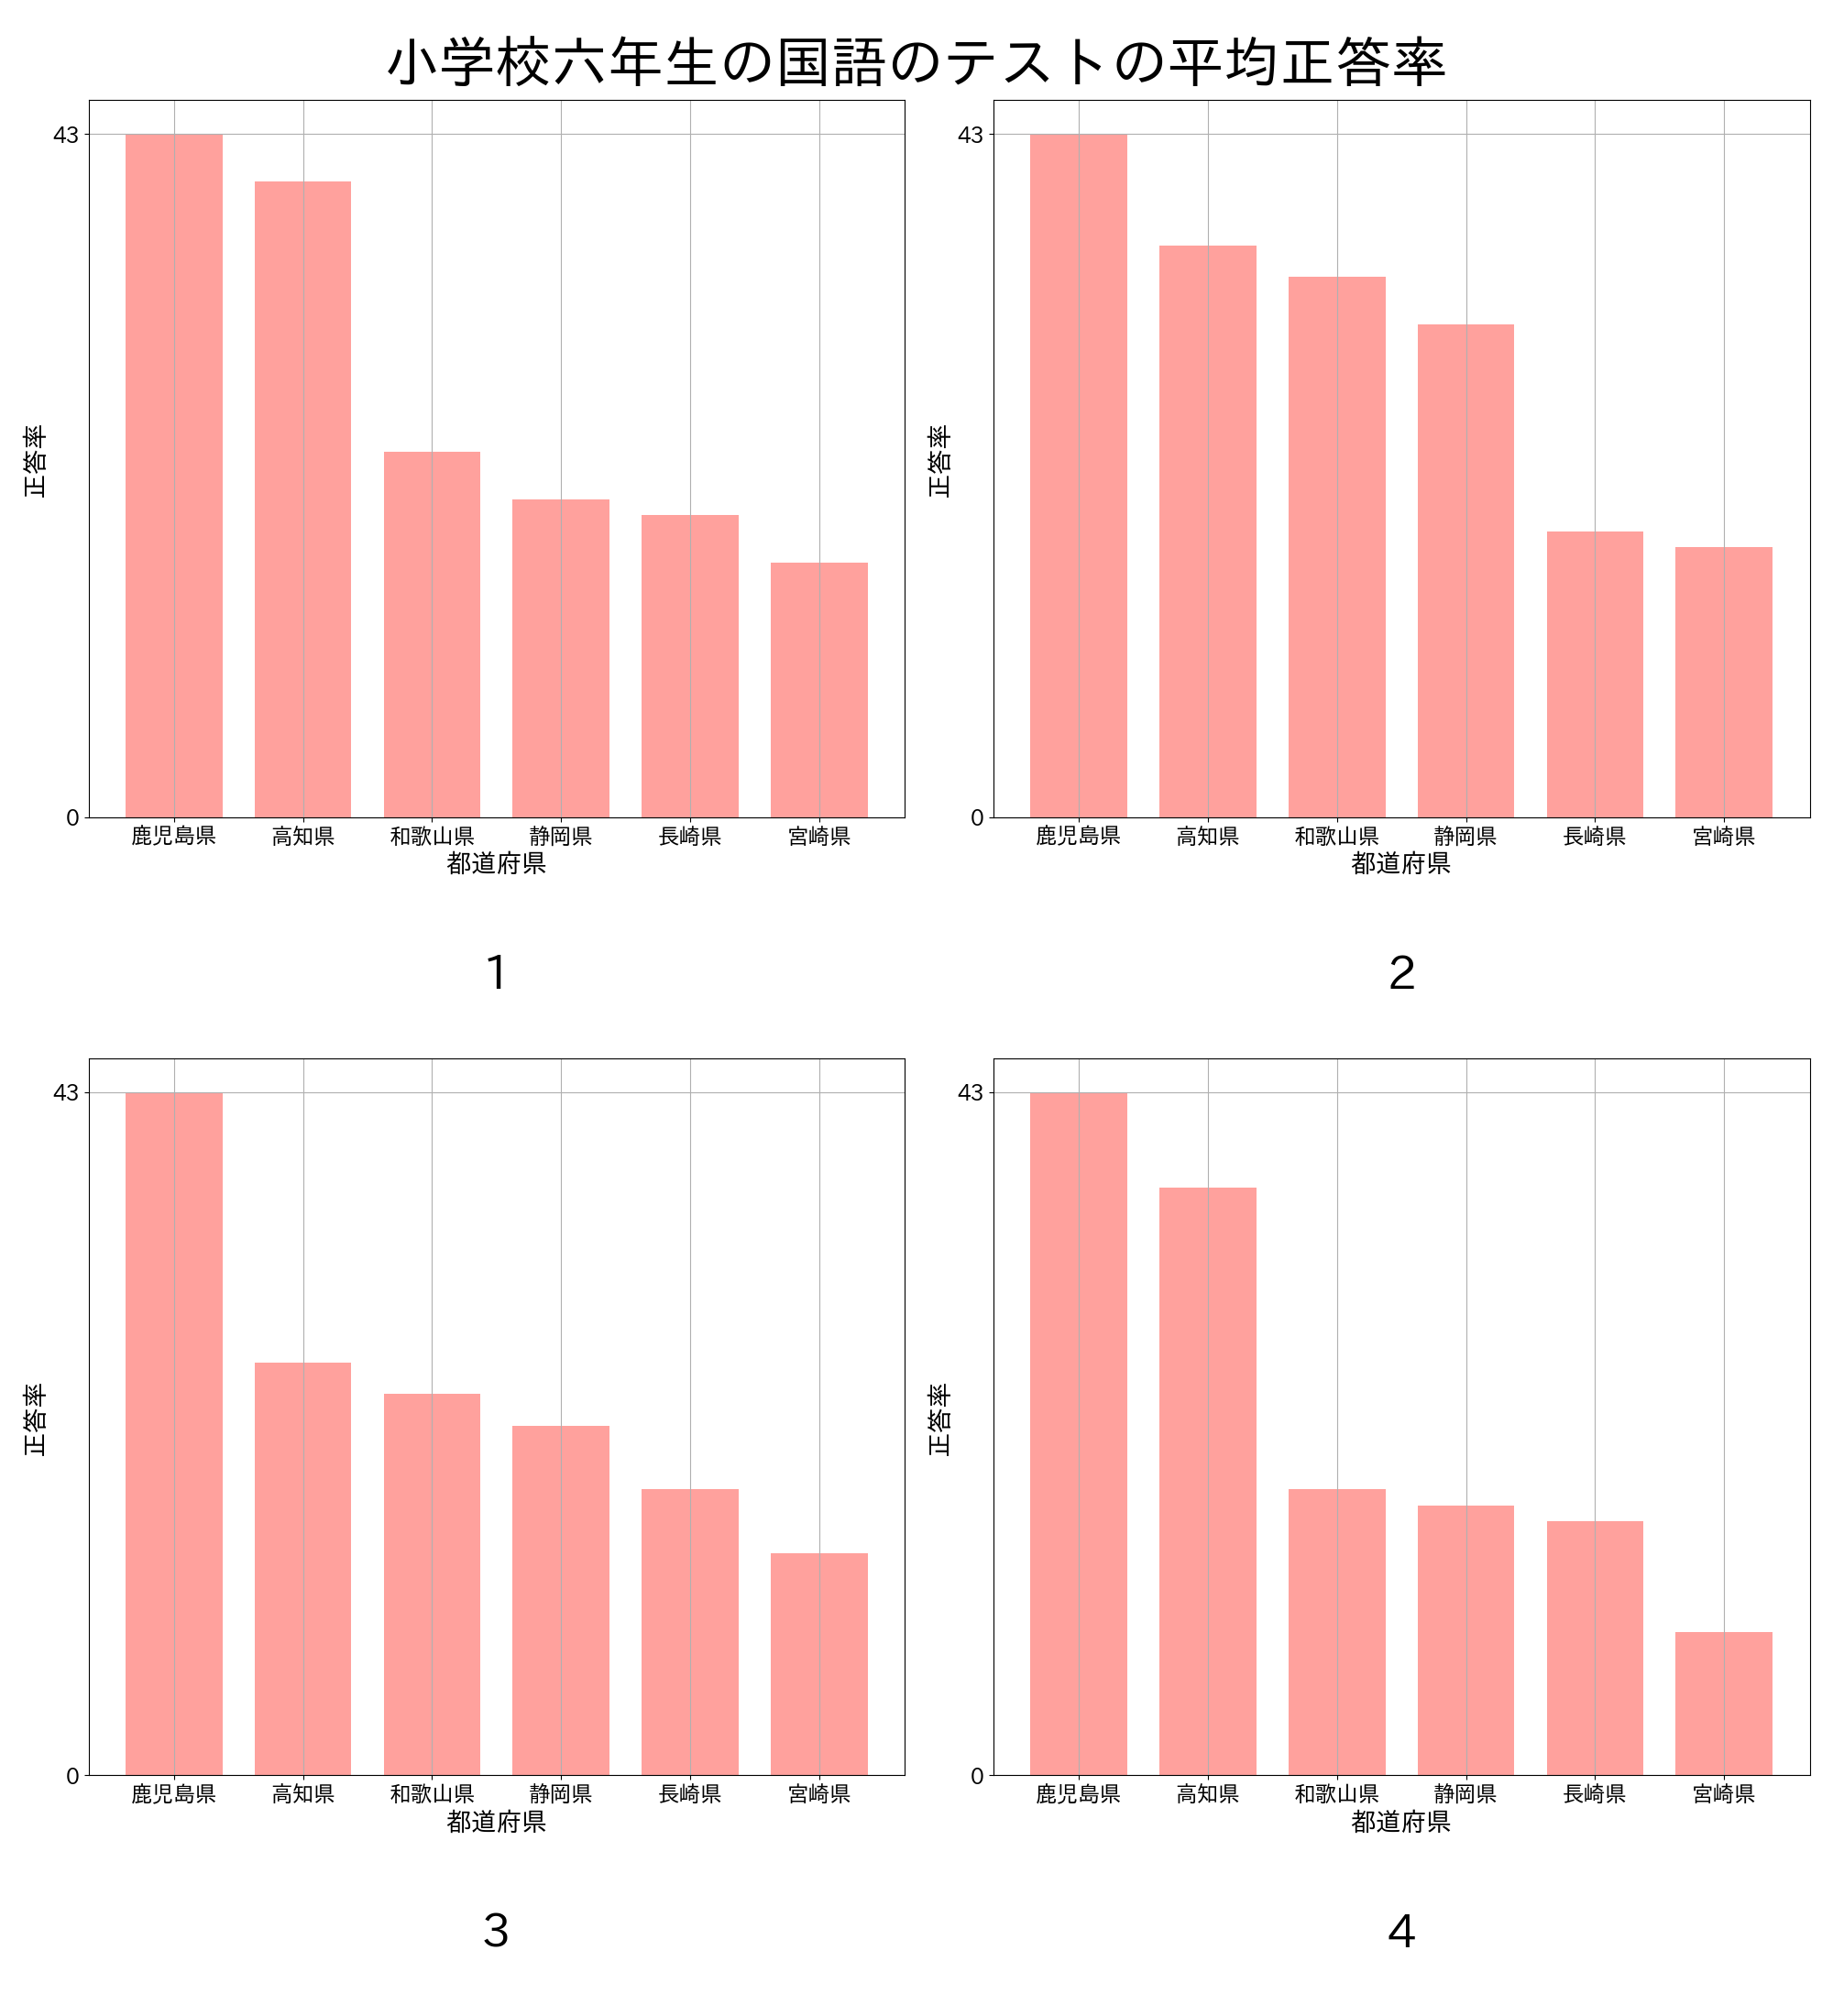 小学校六年生の国語のテストの平均正答率
43
0
正答率
鹿児島県 高知県 和歌山県 静岡県 長崎県 宮崎県
都道府県
1
43
0
正答率
鹿児島県 高知県 和歌山県 静岡県 長崎県 宮崎県
都道府県
2
43
0
正答率
鹿児島県 高知県 和歌山県 静岡県 長崎県 宮崎県
都道府県
3
43
0
正答率
鹿児島県 高知県 和歌山県 静岡県 長崎県 宮崎県
都道府県
4